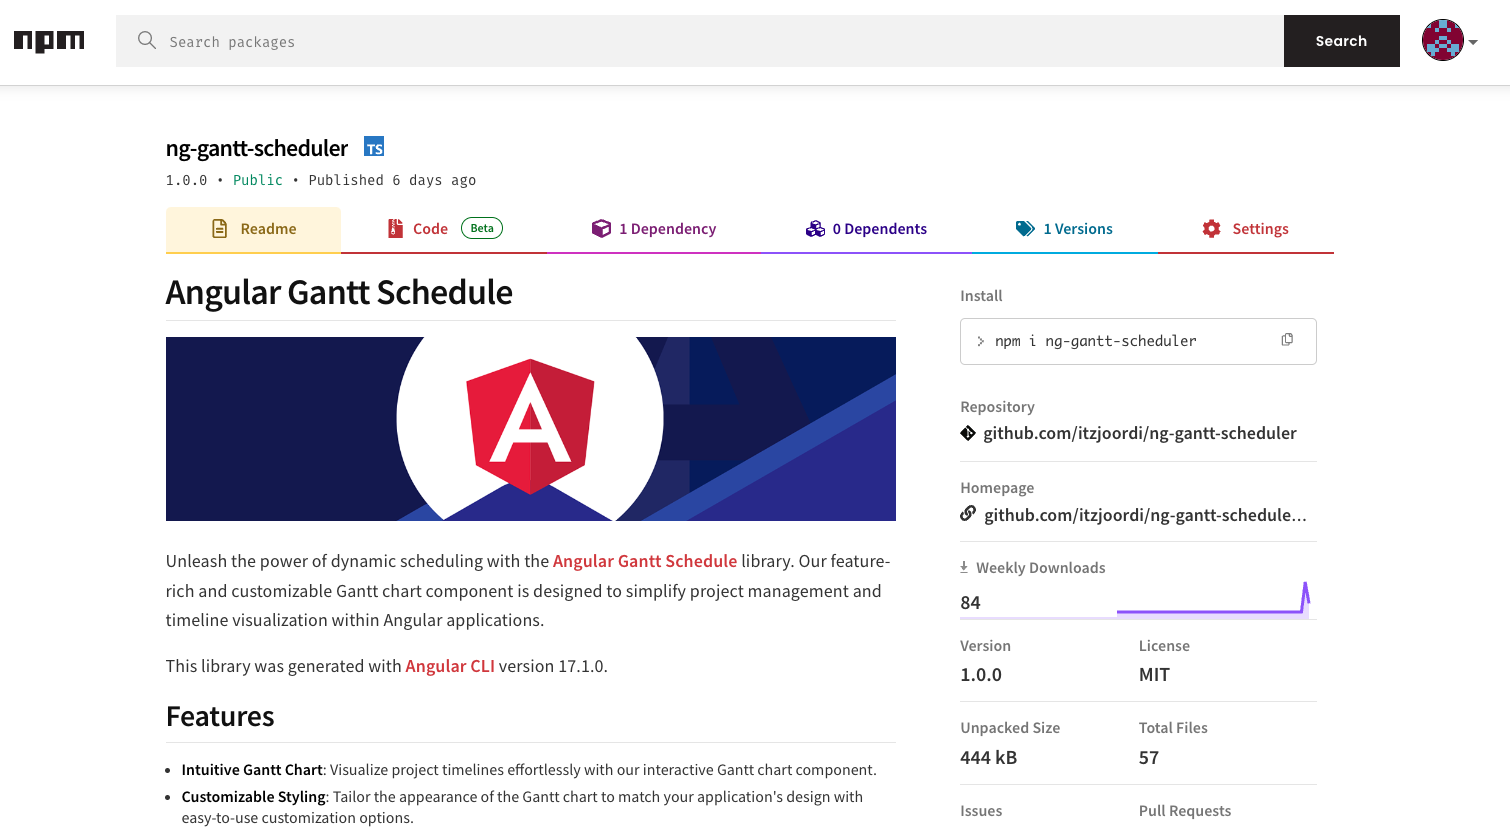 npm
Search packages
Search
ng-gantt-scheduler
TS
1.0.0 • Public • Published 6 days ago
Readme
Code
Beta
1 Dependency
0 Dependents
1 Versions
Settings
Angular Gantt Schedule
A
Unleash the power of dynamic scheduling with the Angular Gantt Schedule library. Our feature-
rich and customizable Gantt chart component is designed to simplify project management and
timeline visualization within Angular applications.
This library was generated with Angular CLI version 17.1.0.
Features
• Intuitive Gantt Chart: Visualize project timelines effortlessly with our interactive Gantt chart component.
• Customizable Styling: Tailor the appearance of the Gantt chart to match your application's design with
easy-to-use customization options.
Install
> npm i ng-gantt-scheduler
Repository
github.com/itzjoordi/ng-gantt-scheduler
Homepage
github.com/itzjoordi/ng-gantt-schedule...
Weekly Downloads
84
Version
License
1.0.0
MIT
Unpacked Size
Total Files
444 kB
57
Issues
Pull Requests